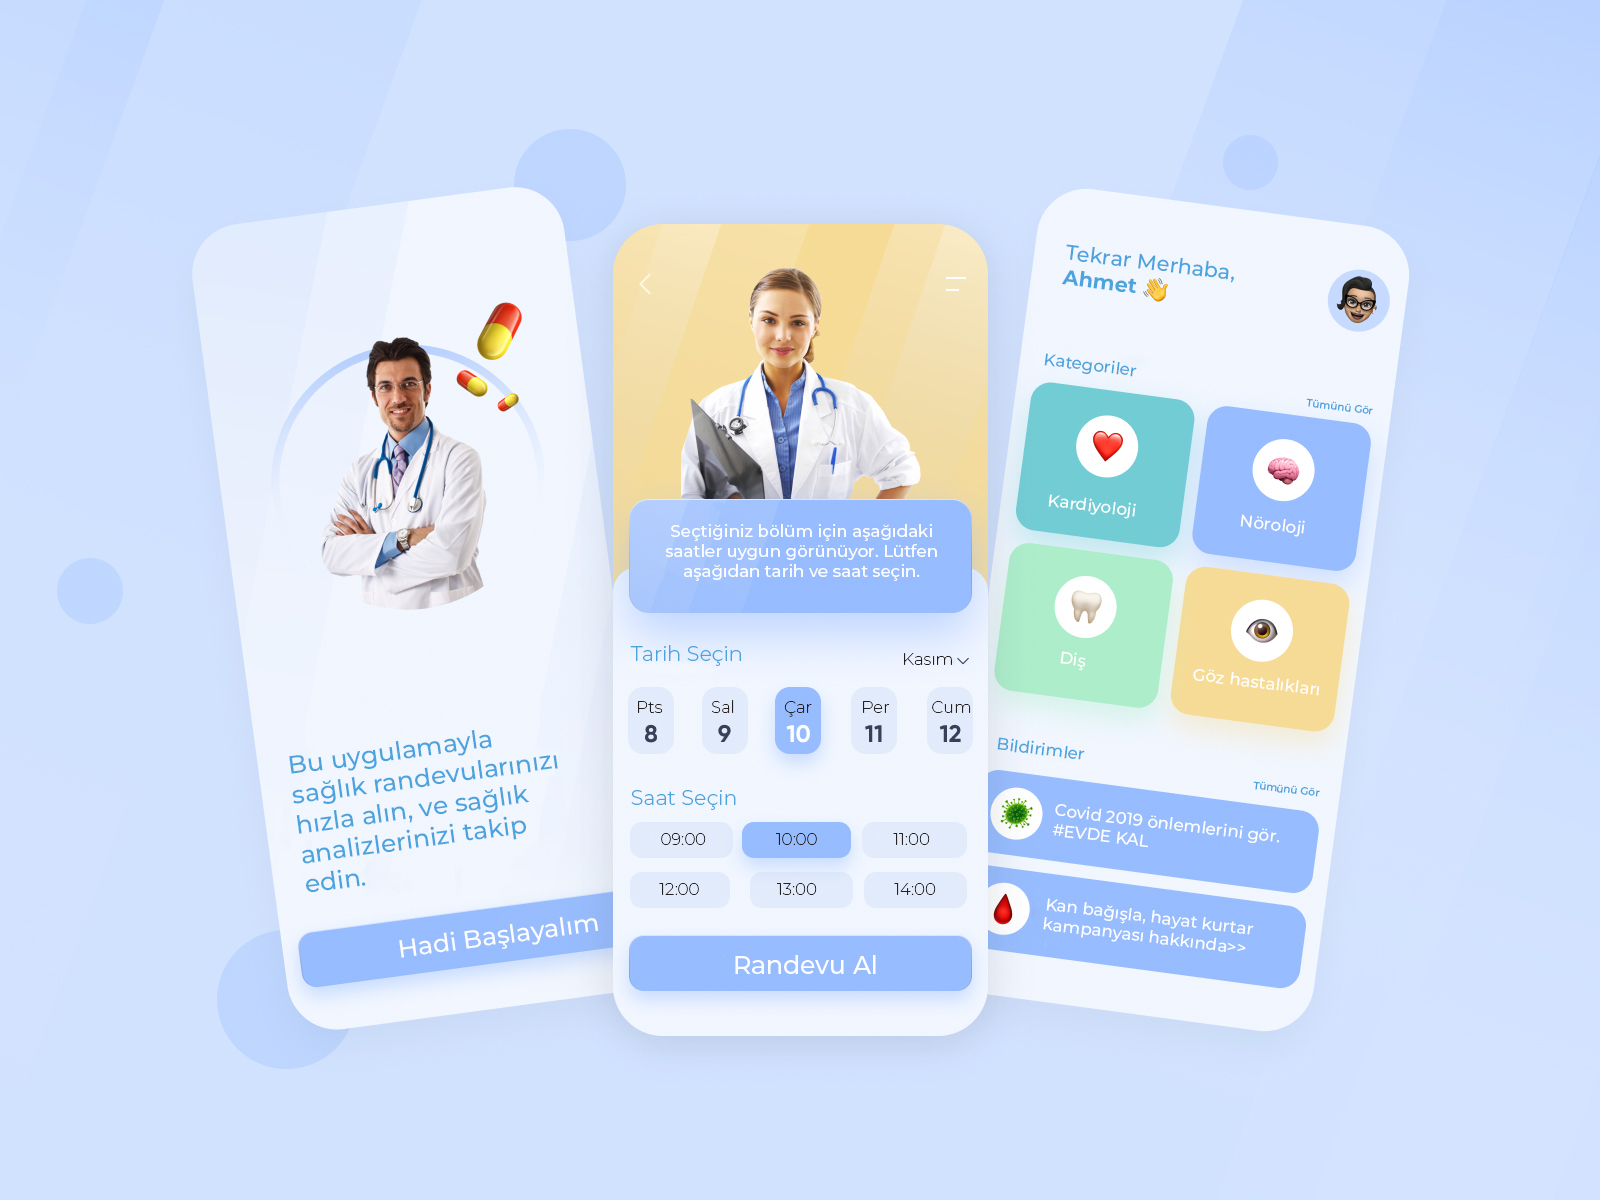 Bu uygulamayla
sağlık randevularınızı
hızla alın, ve sağlık
analizlerinizi takip
edin.
Hadi Başlayalım
Seçtiğiniz bölüm için aşağıdaki
saatler uygun görünüyor. Lütfen
aşağıdan tarih ve saat seçin.
Tarih Seçin
Kasım
Pts Sal Çar Per Cum
8 9 10 11 12
Saat Seçin
09:00 10:00 11:00
12:00 13:00 14:00
Randevu Al
Tekrar Merhaba,
Ahmet 👋
Kategoriler
Tümünü Gör
Kardiyoloji
Nöroloji
Diş
Göz hastalıkları
Bildirimler
Tümünü Gör
Covid 2019 önlemlerini gör.
#EVDE KAL
Kan bağışla, hayat kurtar
kampanyası hakkında>>